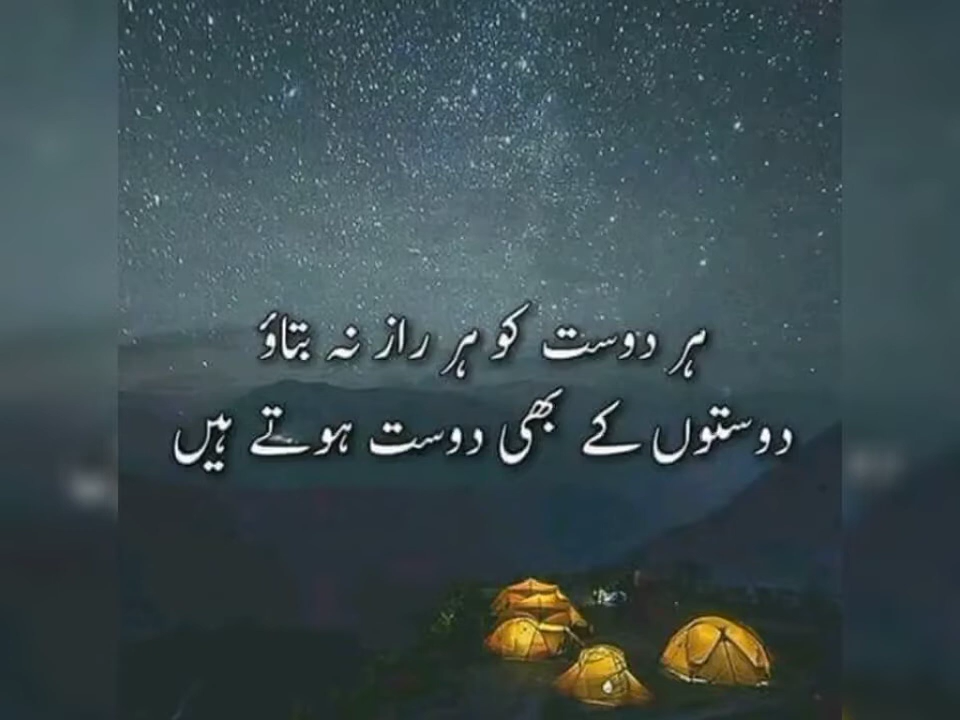 ہر دوست کو ہر راز نہ بتاؤ
دوستوں کے بھی دوست ہوتے ہیں